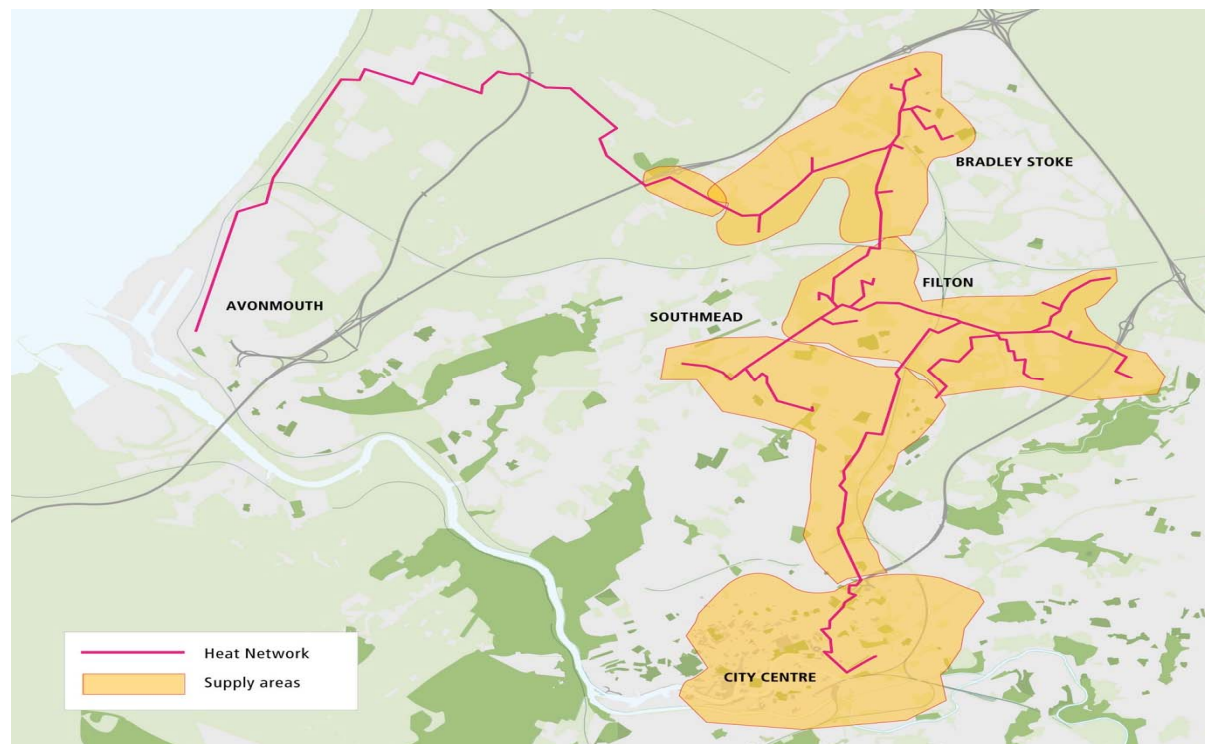 BRADLEY STOKE
FILTON
AVONMOUTH
SOUTHMEAD
Heat Network
CITY CENTRE
Supply areas